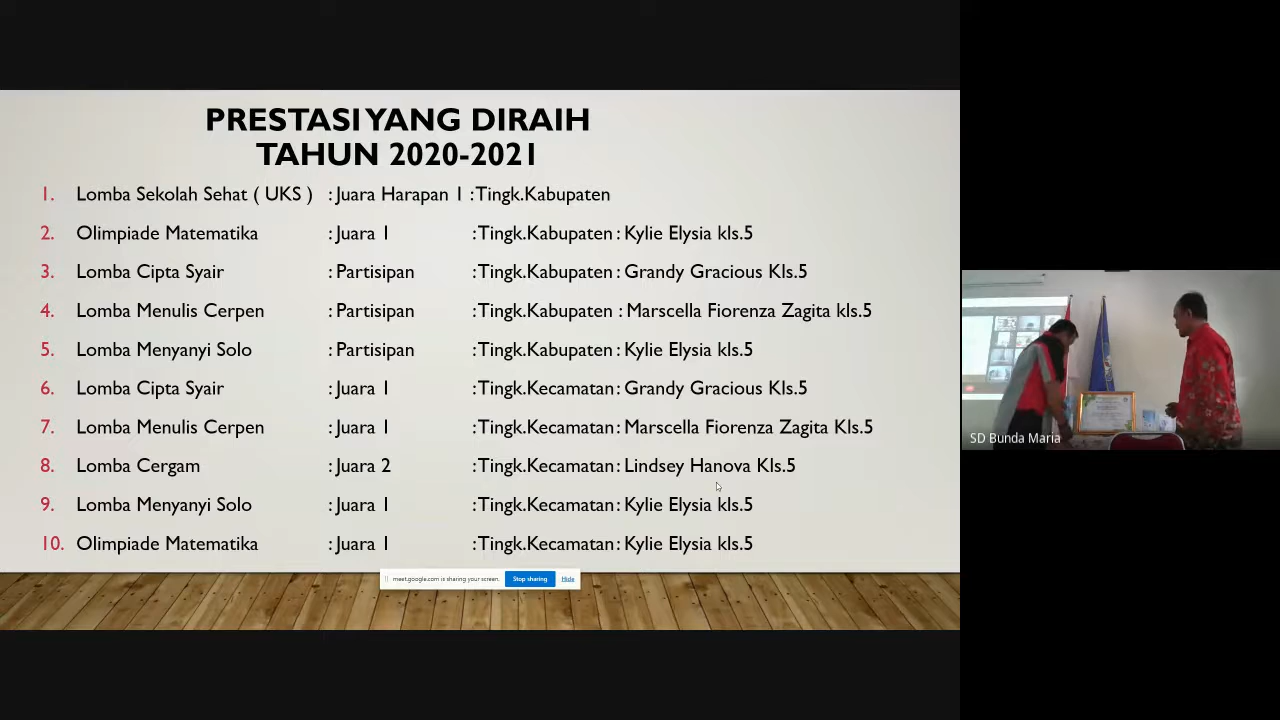 PRESTASI YANG DIRAIH
TAHUN 2020-2021
1. Lomba Sekolah Sehat ( UKS ) : Juara Harapan 1 : Tingk.Kabupaten
2. Olimpiade Matematika : Juara 1 : Tingk.Kabupaten : Kylie Elysia kls.5
3. Lomba Cipta Syair : Partisipan : Tingk.Kabupaten : Grandy Gracious Kls.5
4. Lomba Menulis Cerpen : Partisipan : Tingk.Kabupaten : Marscella Fiorenza Zagita kls.5
5. Lomba Menyanyi Solo : Partisipan : Tingk.Kabupaten : Kylie Elysia kls.5
6. Lomba Cipta Syair : Juara 1 : Tingk.Kecamatan : Grandy Gracious Kls.5
7. Lomba Menulis Cerpen : Juara 1 : Tingk.Kecamatan : Marscella Fiorenza Zagita Kls.5
8. Lomba Cergam : Juara 2 : Tingk.Kecamatan : Lindsey Hanova Kls.5
9. Lomba Menyanyi Solo : Juara 1 : Tingk.Kecamatan : Kylie Elysia kls.5
10. Olimpiade Matematika : Juara 1 : Tingk.Kecamatan : Kylie Elysia kls.5
meet.google.com is sharing your screen. Stop sharing Hide
SD Bunda Maria